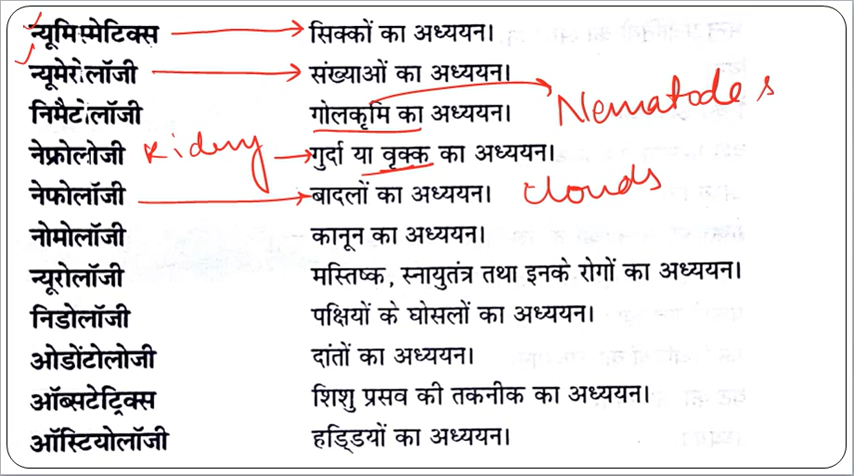 न्यूमिस्मेटिक्स → सिक्कों का अध्ययन।
न्यूमेरोलॉजी → संख्याओं का अध्ययन।
निमैटोलॉजी गोलकृमि का अध्ययन। Nematodes
नेफ्रोलोजी Kidny → गुर्दा या वृक्क का अध्ययन।
नेफोलॉजी → बादलों का अध्ययन। clouds
नोमोलॉजी कानून का अध्ययन।
न्यूरोलॉजी मस्तिष्क, स्नायुतंत्र तथा इनके रोगों का अध्ययन।
निडोलॉजी पक्षियों के घोसलों का अध्ययन।
ओडोंटोलोजी दांतों का अध्ययन।
ऑब्सटेट्रिक्स शिशु प्रसव की तकनीक का अध्ययन।
ऑस्टियोलॉजी हड्डियों का अध्ययन।